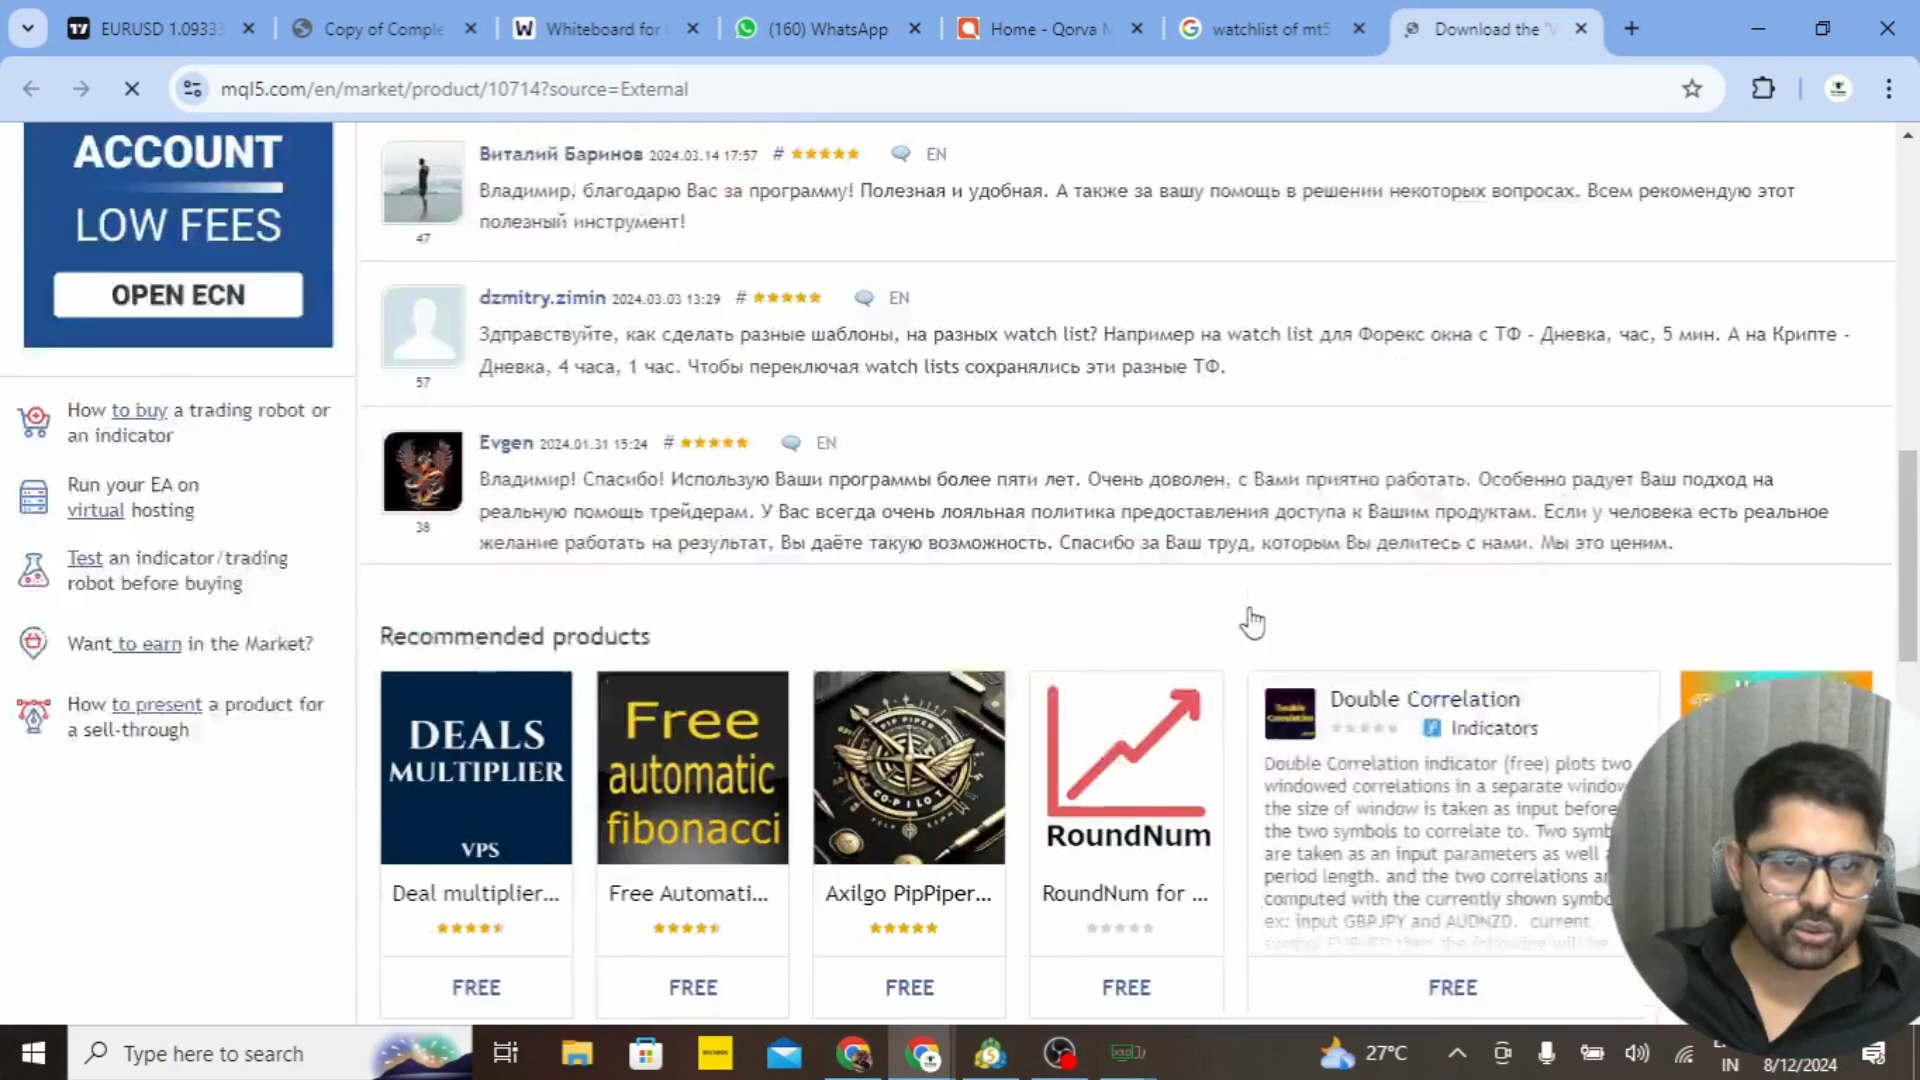 EURUSD 1.09333
Copy of Comple
Whiteboard for
(160) WhatsApp
Home - Qorva M
watchlist of mt5
Download the "V
mql5.com/en/market/product/10714?source=External
ACCOUNT
LOW FEES
OPEN ECN
How to buy a trading robot or
an indicator
Run your EA on
virtual hosting
Test an indicator/trading
robot before buying
Want to earn in the Market?
How to present a product for
a sell-through
Виталий Баринов 2024.03.14 17:57 # EN
47
Владимир, благодарю Вас за программу! Полезная и удобная. А также за вашу помощь в решении некоторых вопросах. Всем рекомендую этот
полезный инструмент!
dzmitry.zimin 2024.03.03 13:29 # EN
57
Здправствуйте, как сделать разные шаблоны, на разных watch list? Например на watch list для Форекс окна с ТФ - Дневка, час, 5 мин. А на Крипте -
Дневка, 4 часа, 1 час. Чтобы переключая watch lists сохранялись эти разные ТФ.
Evgen 2024.01.31 15:24 # EN
38
Владимир! Спасибо! Использую Ваши программы более пяти лет. Очень доволен, с Вами приятно работать. Особенно радует Ваш подход на
реальную помощь трейдерам. У Вас всегда очень лояльная политика предоставления доступа к Вашим продуктам. Если у человека есть реальное
желание работать на результат, Вы даёте такую возможность. Спасибо за Ваш труд, которым Вы делитесь с нами. Мы это ценим.
Recommended products
DEALS
MULTIPLIER
VPS
Deal multiplier...
FREE
Free
automatic
fibonacci
Free Automati...
FREE
PIP PIPER
CO-PILOT
Axilgo PipPiper...
FREE
RoundNum
RoundNum for ...
FREE
Double Correlation
Indicators
Double Correlation indicator (free) plots two
windowed correlations in a separate window
the size of window is taken as input before
the two symbols to correlate to. Two symb
are taken as an input parameters as well
period length. and the two correlations ar
computed with the currently shown symbo
ex: input GBPJPY and AUDNZD. current
FREE
Type here to search
27°C
IN
8/12/2024